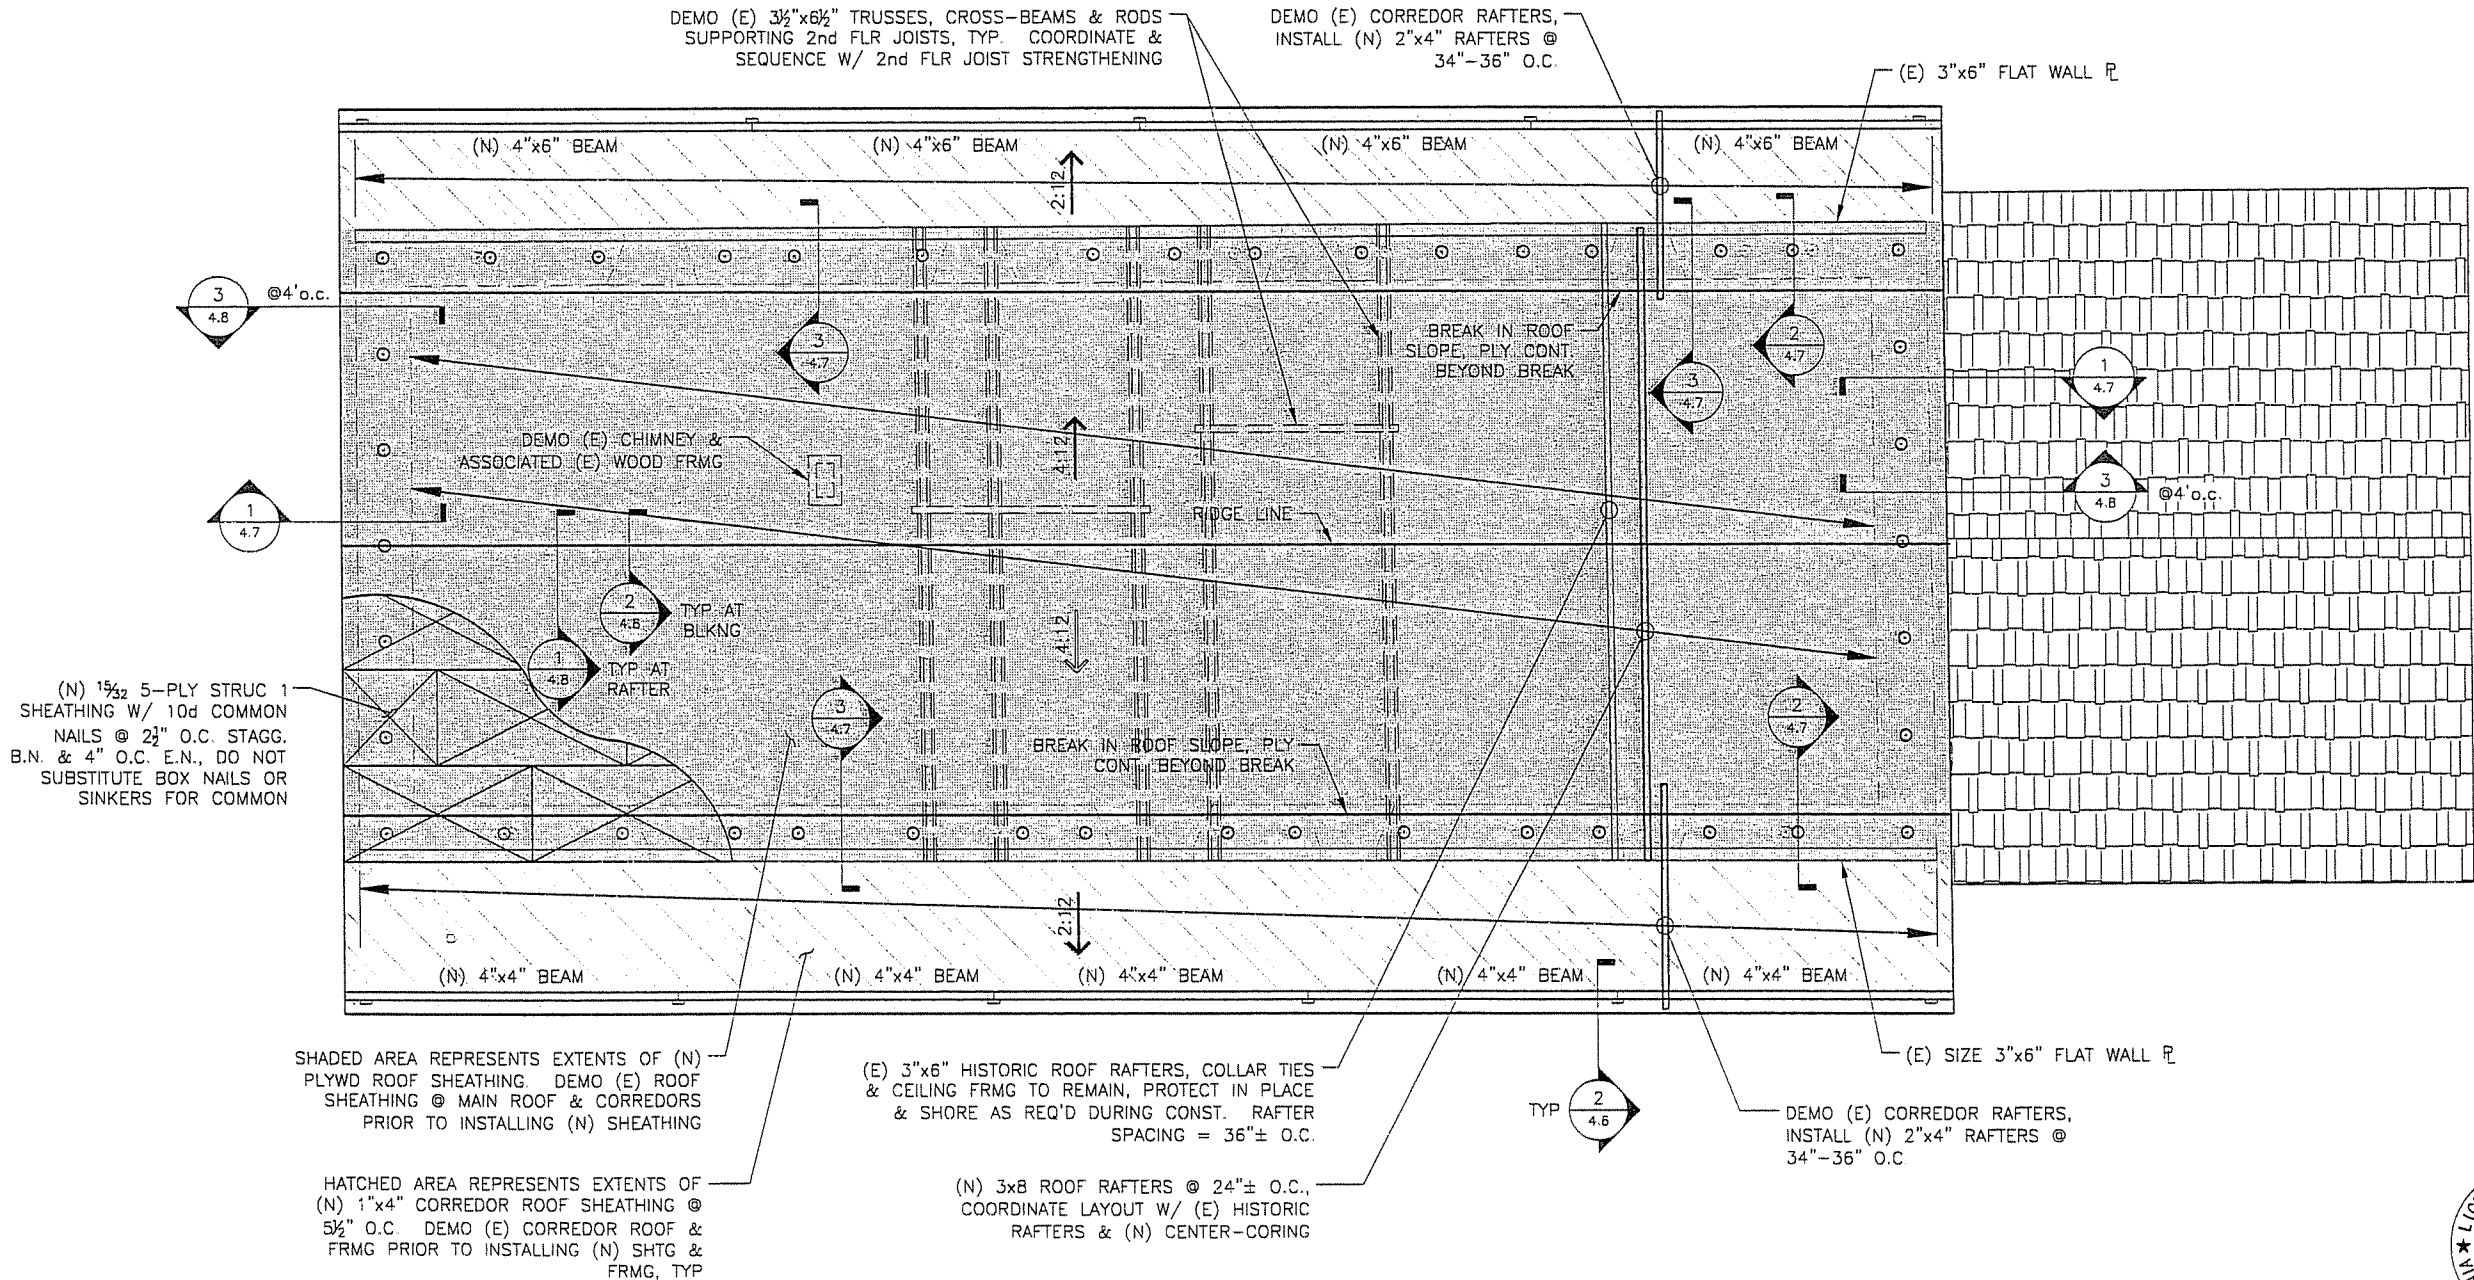 DEMO (E) 3½"x6½" TRUSSES, CROSS-BEAMS & RODS
SUPPORTING 2nd FLR JOISTS, TYP. COORDINATE &
SEQUENCE W/ 2nd FLR JOIST STRENGTHENING
DEMO (E) CORREDOR RAFTERS,
INSTALL (N) 2"x4" RAFTERS @
34"-36" O.C.
(E) 3"x6" FLAT WALL ℞
(N) 4"x6" BEAM
(N) 4"x6" BEAM
(N) 4"x6" BEAM
(N) 4"x6" BEAM
2:12
3
4.8
@4'o.c.
3
4.7
BREAK IN ROOF
SLOPE, PLY CONT.
BEYOND BREAK
3
4.7
2
4.7
1
4.7
DEMO (E) CHIMNEY &
ASSOCIATED (E) WOOD FRMG
4:12
1
4.7
RIDGE LINE
3
4.8
@4'o.c.
2
4.8
TYP AT
BLKNG
4:12
1
4.8
TYP AT
RAFTER
(N) 15/32 5-PLY STRUC 1
SHEATHING W/ 10d COMMON
NAILS @ 2½" O.C. STAGG.
B.N. & 4" O.C. E.N., DO NOT
SUBSTITUTE BOX NAILS OR
SINKERS FOR COMMON
3
4.7
BREAK IN ROOF SLOPE, PLY
CONT. BEYOND BREAK
2
4.7
2:12
(N) 4"x4" BEAM
(N) 4"x4" BEAM
(N) 4"x4" BEAM
(N) 4"x4" BEAM
(N) 4"x4" BEAM
SHADED AREA REPRESENTS EXTENTS OF (N)
PLYWD ROOF SHEATHING. DEMO (E) ROOF
SHEATHING @ MAIN ROOF & CORREDORS
PRIOR TO INSTALLING (N) SHEATHING
(E) 3"x6" HISTORIC ROOF RAFTERS, COLLAR TIES
& CEILING FRMG TO REMAIN, PROTECT IN PLACE
& SHORE AS REQ'D DURING CONST. RAFTER
SPACING = 36"± O.C.
TYP
2
4.6
(E) SIZE 3"x6" FLAT WALL ℞
DEMO (E) CORREDOR RAFTERS,
INSTALL (N) 2"x4" RAFTERS @
34"-36" O.C.
HATCHED AREA REPRESENTS EXTENTS OF
(N) 1"x4" CORREDOR ROOF SHEATHING @
5½" O.C. DEMO (E) CORREDOR ROOF &
FRMG PRIOR TO INSTALLING (N) SHTG &
FRMG, TYP
(N) 3x8 ROOF RAFTERS @ 24"± O.C.,
COORDINATE LAYOUT W/ (E) HISTORIC
RAFTERS & (N) CENTER-CORING